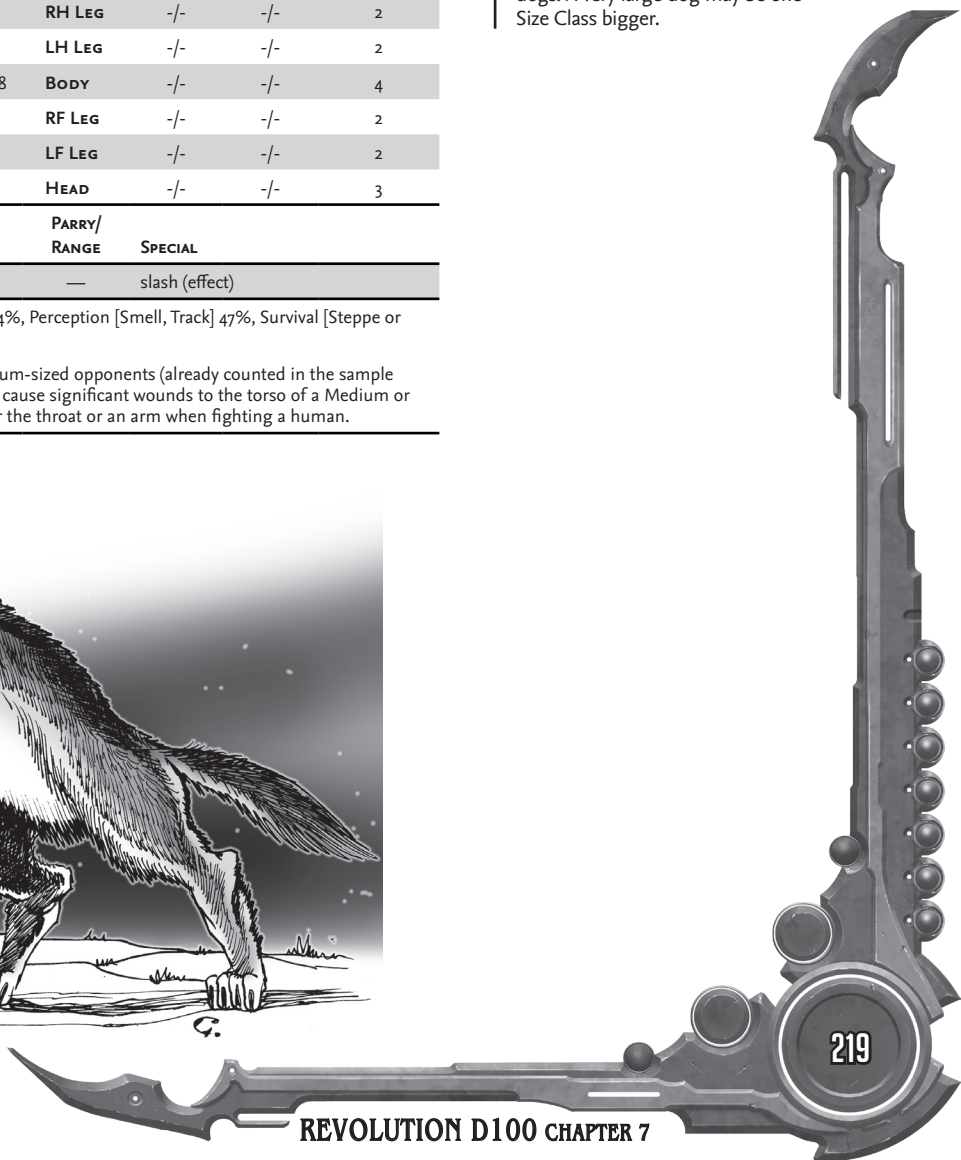 RH Leg -/- -/- 2
LH Leg -/- -/- 2
8 Body -/- -/- 4
RF Leg -/- -/- 2
LF Leg -/- -/- 2
Head -/- -/- 3
Parry/
Range Special
— slash (effect)
4%, Perception [Smell, Track] 47%, Survival [Steppe or
um-sized opponents (already counted in the sample
cause significant wounds to the torso of a Medium or
r the throat or an arm when fighting a human.
Size Class bigger.
G.
219
REVOLUTION D100 CHAPTER 7